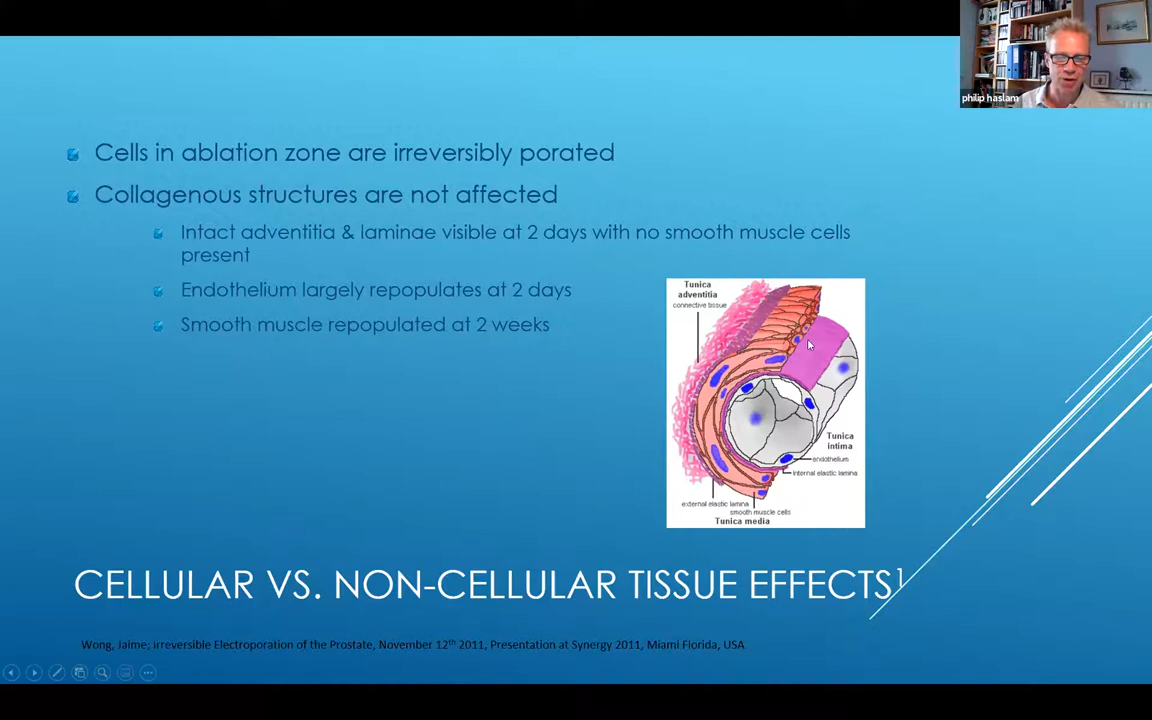 philip haslam
Cells in ablation zone are irreversibly porated
Collagenous structures are not affected
Intact adventitia & laminae visible at 2 days with no smooth muscle cells
present
Endothelium largely repopulates at 2 days
Smooth muscle repopulated at 2 weeks
Tunica
adventitia
connective tissue
Tunica
intima
endothelium
internal elastic lamina
external elastic lamina
smooth muscle cells
Tunica media
CELLULAR VS. NON-CELLULAR TISSUE EFFECTS¹
Wong, Jaime; Irreversible Electroporation of the Prostate, November 12th 2011, Presentation at Synergy 2011, Miami Florida, USA